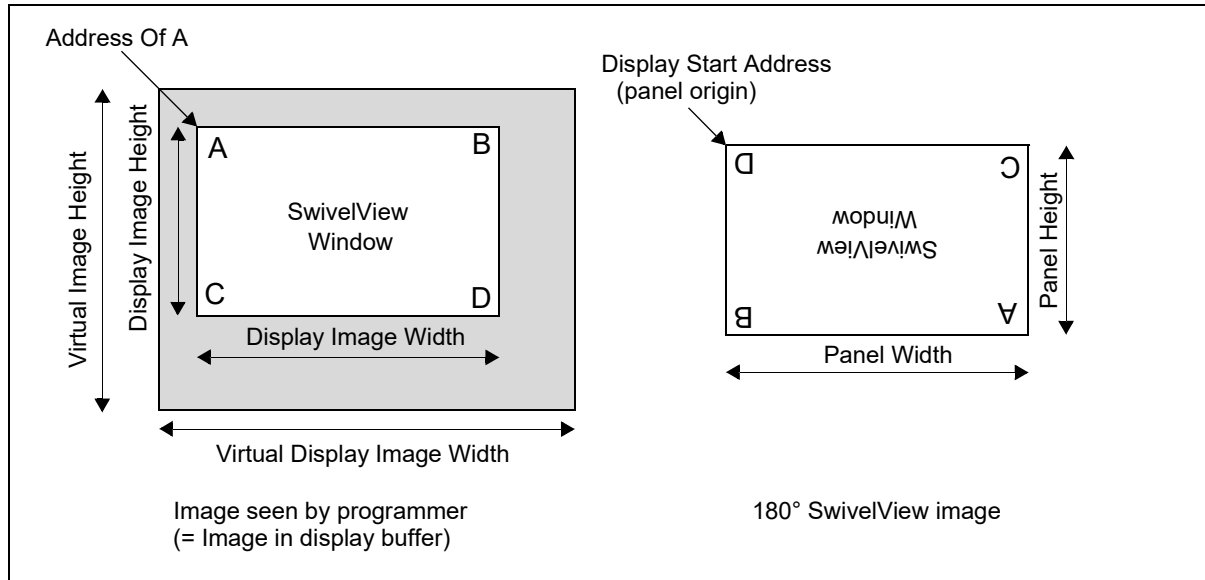 Address Of A
Display Start Address
(panel origin)
Virtual Image Height
Display Image Height
A
B
SwivelView
Window
C
D
Display Image Width
Virtual Display Image Width
D
C
SwivelView
Window
B
A
Panel Height
Panel Width
Image seen by programmer
(= Image in display buffer)
180° SwivelView image